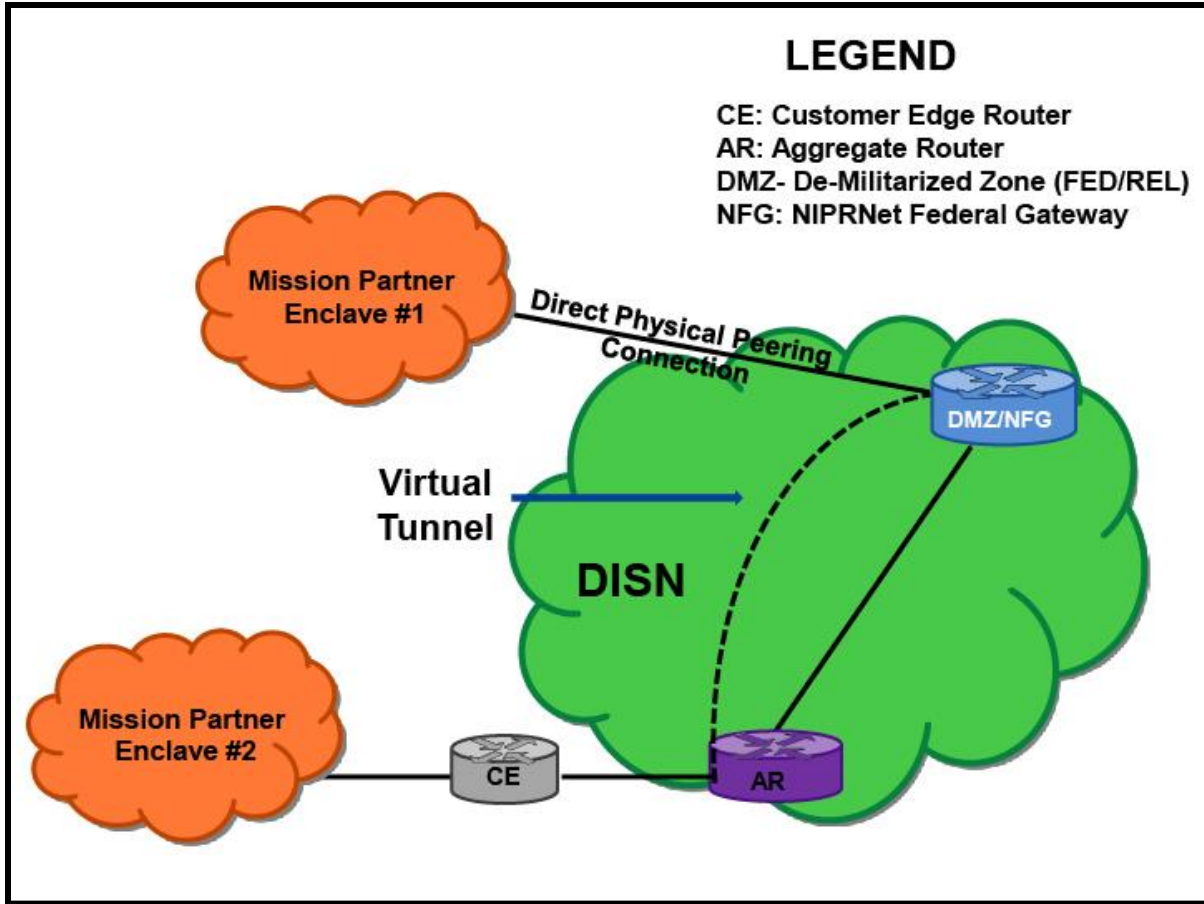 LEGEND
CE: Customer Edge Router
AR: Aggregate Router
DMZ- De-Militarized Zone (FED/REL)
NFG: NIPRNet Federal Gateway
Mission Partner
Enclave #1
Direct Physical Peering
Connection
DMZ/NFG
Virtual
Tunnel
DISN
Mission Partner
Enclave #2
CE
AR